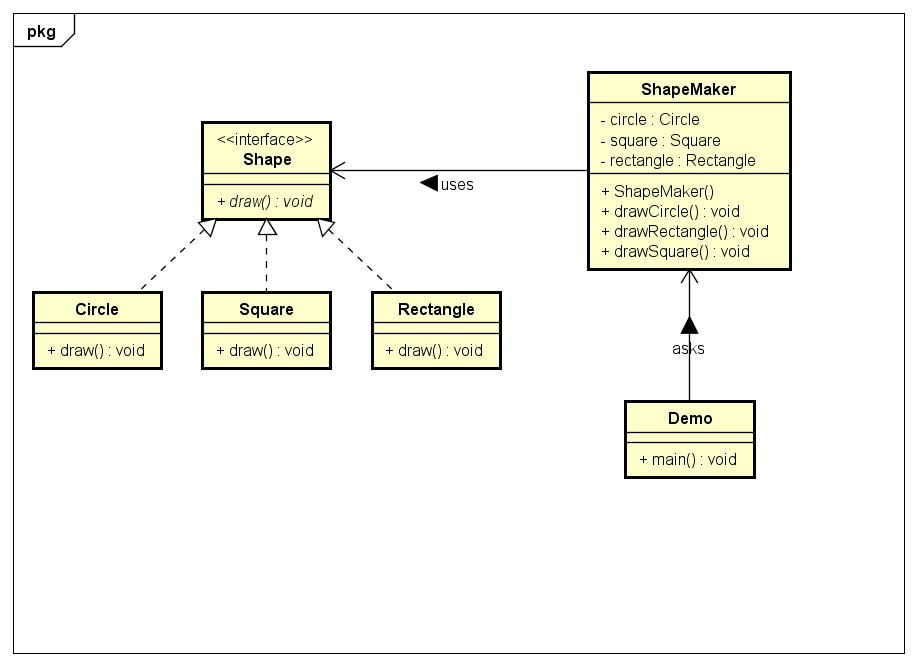 pkg
<<interface>>
Shape
+ draw() : void
Circle
+ draw() : void
Square
+ draw() : void
Rectangle
+ draw() : void
uses
ShapeMaker
- circle : Circle
- square : Square
- rectangle : Rectangle
+ ShapeMaker()
+ drawCircle() : void
+ drawRectangle() : void
+ drawSquare() : void
asks
Demo
+ main() : void